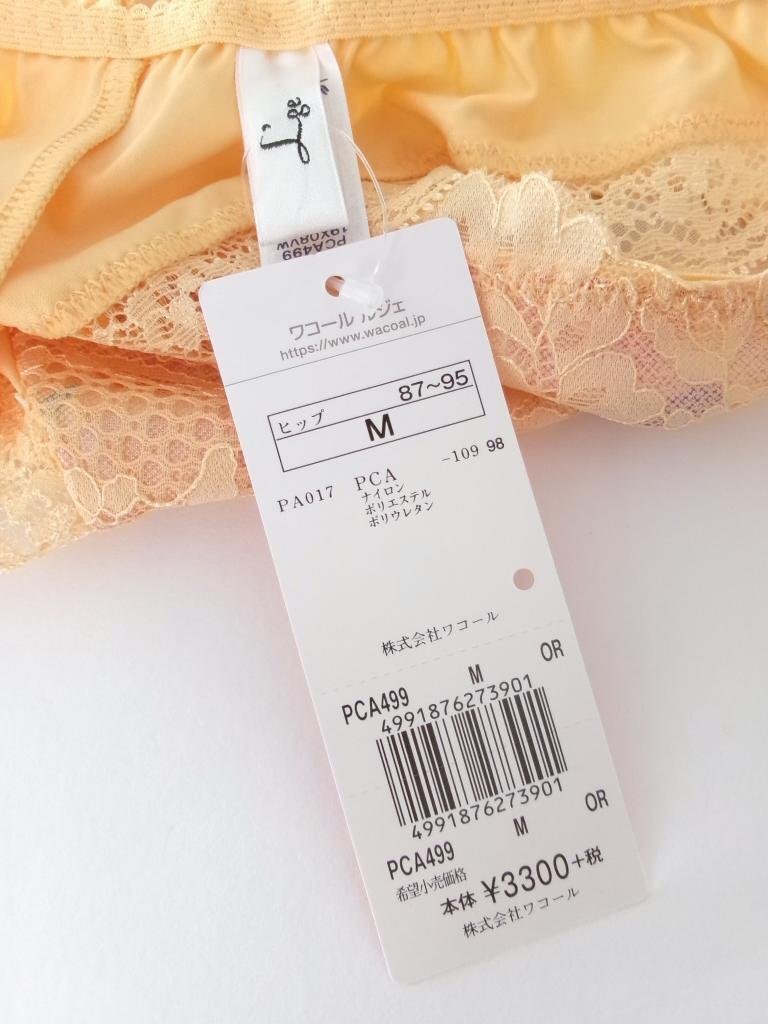 L'ge
PCA499
ワコール ルジェ
https://www.wacoal.jp
ヒップ 87~95
M
PA017 PCA -109 98
ナイロン
ポリエステル
ポリウレタン
株式会社ワコール
PCA499 M OR
4991876273901
4991876273901
PCA499 M OR
希望小売価格
本体 ¥3300+税
株式会社ワコール